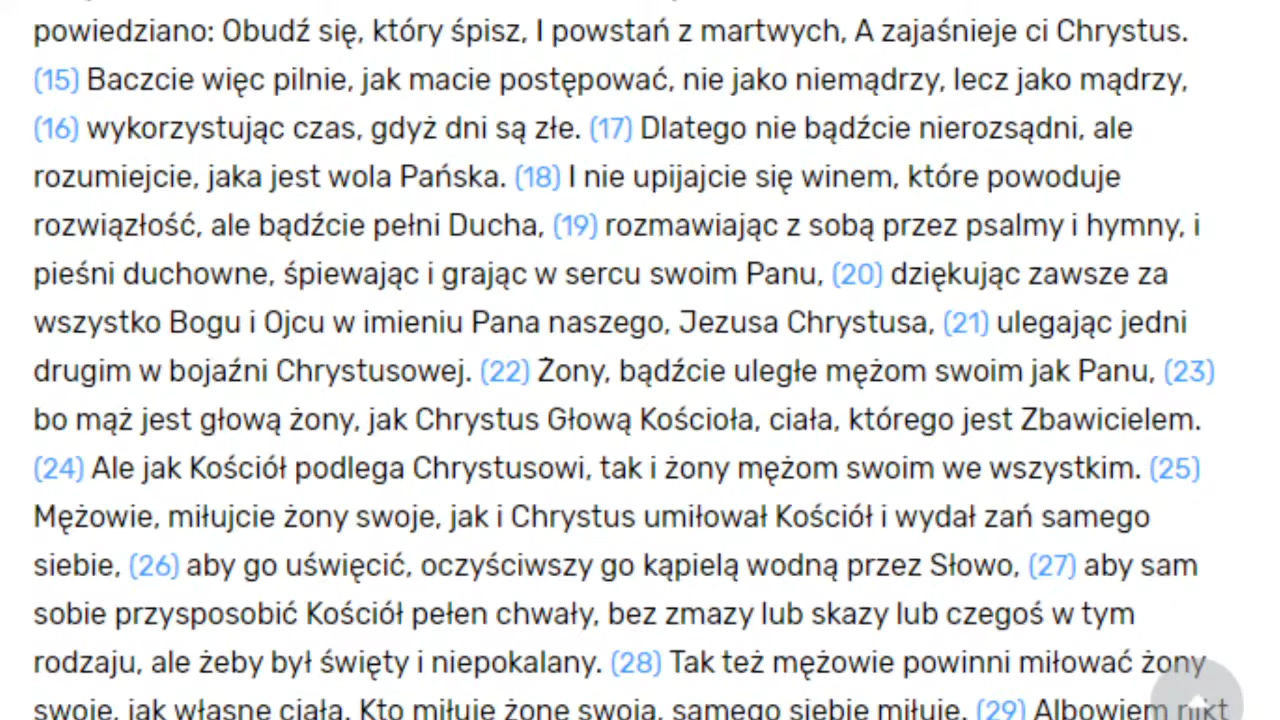 powiedziano: Obudź się, który śpisz, I powstań z martwych, A zajaśnieje ci Chrystus.
(15) Baczcie więc pilnie, jak macie postępować, nie jako niemądrzy, lecz jako mądrzy,
(16) wykorzystując czas, gdyż dni są złe. (17) Dlatego nie bądźcie nierozsądni, ale
rozumiejcie, jaka jest wola Pańska. (18) I nie upijajcie się winem, które powoduje
rozwiązłość, ale bądźcie pełni Ducha, (19) rozmawiając z sobą przez psalmy i hymny, i
pieśni duchowne, śpiewając i grając w sercu swoim Panu, (20) dziękując zawsze za
wszystko Bogu i Ojcu w imieniu Pana naszego, Jezusa Chrystusa, (21) ulegając jedni
drugim w bojaźni Chrystusowej. (22) Żony, bądźcie uległe mężom swoim jak Panu, (23)
bo mąż jest głową żony, jak Chrystus Głową Kościoła, ciała, którego jest Zbawicielem.
(24) Ale jak Kościół podlega Chrystusowi, tak i żony mężom swoim we wszystkim. (25)
Mężowie, miłujcie żony swoje, jak i Chrystus umiłował Kościół i wydał zań samego
siebie, (26) aby go uświęcić, oczyściwszy go kąpielą wodną przez Słowo, (27) aby sam
sobie przysposobić Kościół pełen chwały, bez zmazy lub skazy lub czegoś w tym
rodzaju, ale żeby był święty i niepokalany. (28) Tak też mężowie powinni miłować żony
swoje, jak własne ciała. Kto miłuje żonę swoją, samego siebie miłuje. (29) Albowiem nikt